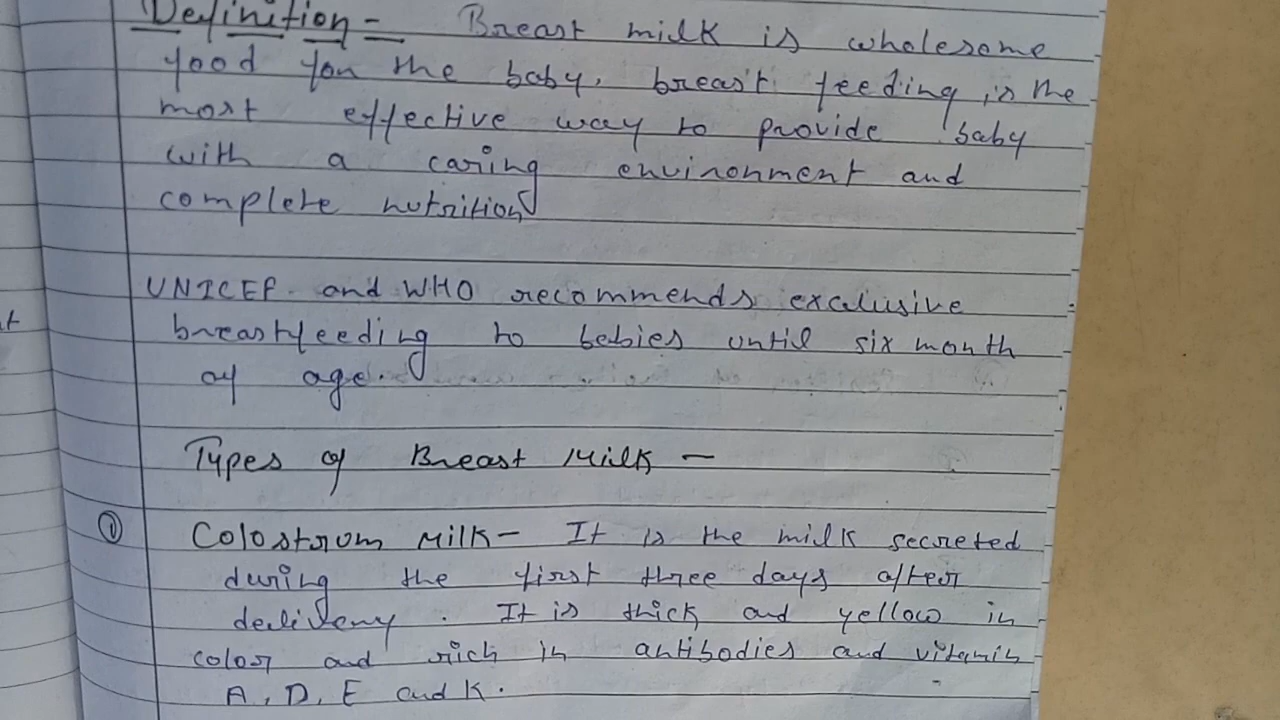 Definition -  Breast milk is wholesome
food for the baby. breast feeding is the
most effective way to provide baby
with a caring environment and
complete nutrition
UNICEF and WHO recommends exclusive
breastfeeding to bebies until six month
of age.
Types of Breast Milk -
① Colostrum Milk - It is the milk secreted
during the first three days after
delivery. It is thick and yellow in
color and rich in antibodies and vitamin
A, D, E and K.